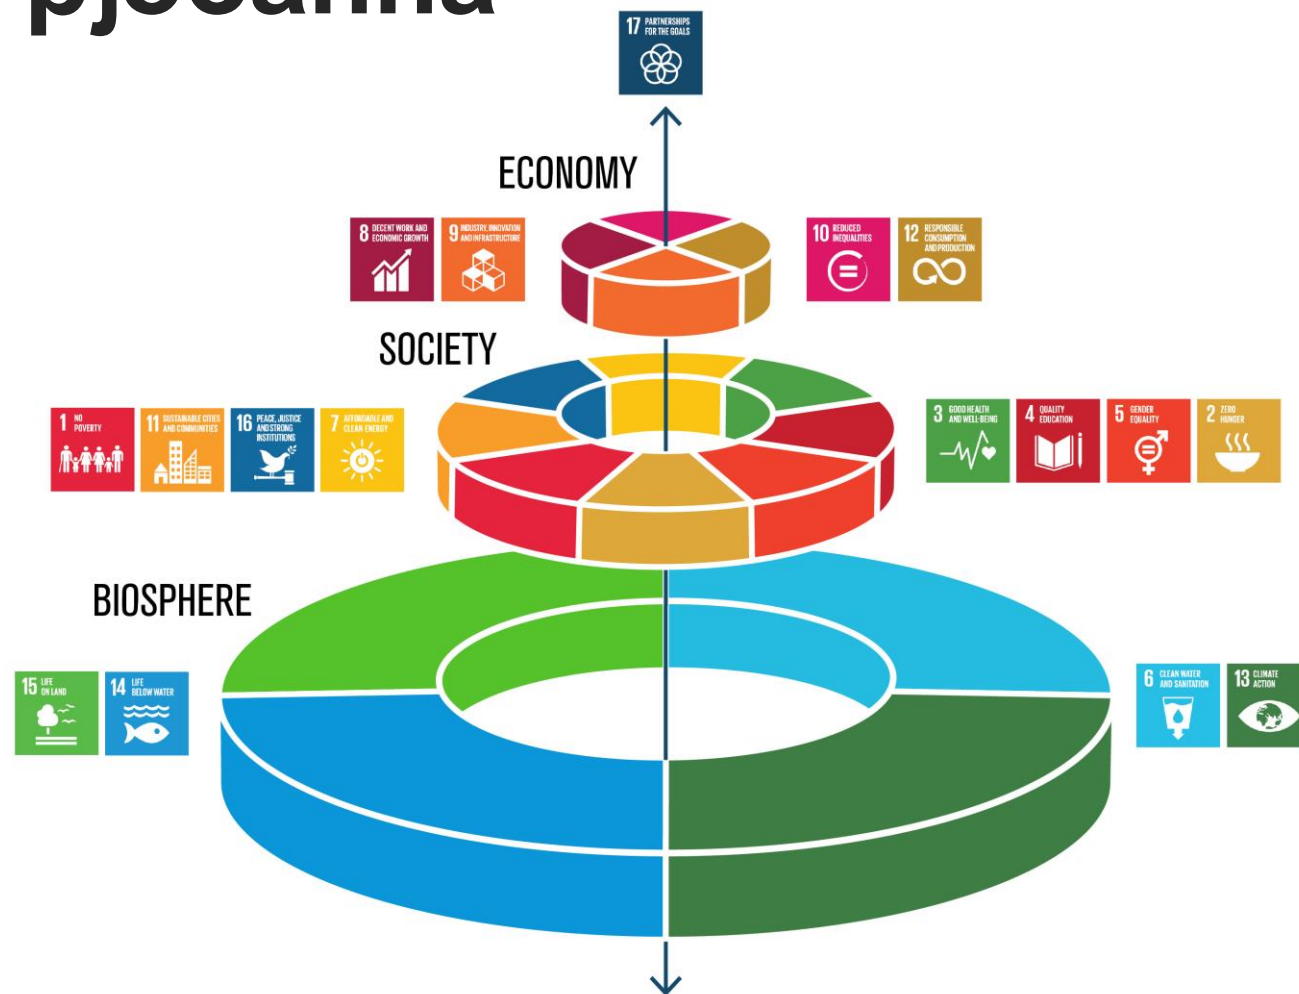 17 PARTNERSHIPS
FOR THE GOALS
ECONOMY
8 DECENT WORK AND
ECONOMIC GROWTH
9 INDUSTRY, INNOVATION
AND INFRASTRUCTURE
10 REDUCED
INEQUALITIES
12 RESPONSIBLE
CONSUMPTION
AND PRODUCTION
SOCIETY
1 NO
POVERTY
11 SUSTAINABLE CITIES
AND COMMUNITIES
16 PEACE, JUSTICE
AND STRONG
INSTITUTIONS
7 AFFORDABLE AND
CLEAN ENERGY
3 GOOD HEALTH
AND WELL-BEING
4 QUALITY
EDUCATION
5 GENDER
EQUALITY
2 ZERO
HUNGER
BIOSPHERE
15 LIFE
ON LAND
14 LIFE
BELOW WATER
6 CLEAN WATER
AND SANITATION
13 CLIMATE
ACTION